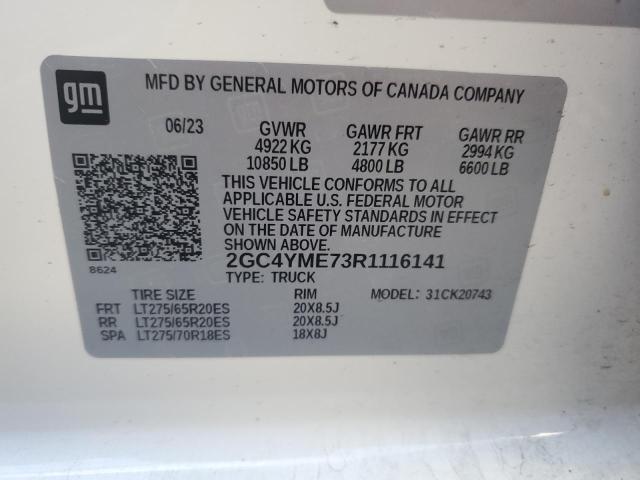 gm
MFD BY GENERAL MOTORS OF CANADA COMPANY
06/23 GVWR GAWR FRT GAWR RR
4922 KG 2177 KG 2994 KG
10850 LB 4800 LB 6600 LB
THIS VEHICLE CONFORMS TO ALL
APPLICABLE U.S. FEDERAL MOTOR
VEHICLE SAFETY STANDARDS IN EFFECT
ON THE DATE OF MANUFACTURE
SHOWN ABOVE.
8624 2GC4YME73R1116141
TYPE: TRUCK
TIRE SIZE RIM MODEL: 31CK20743
FRT LT275/65R20ES 20X8.5J
RR LT275/65R20ES 20X8.5J
SPA LT275/70R18ES 18X8J